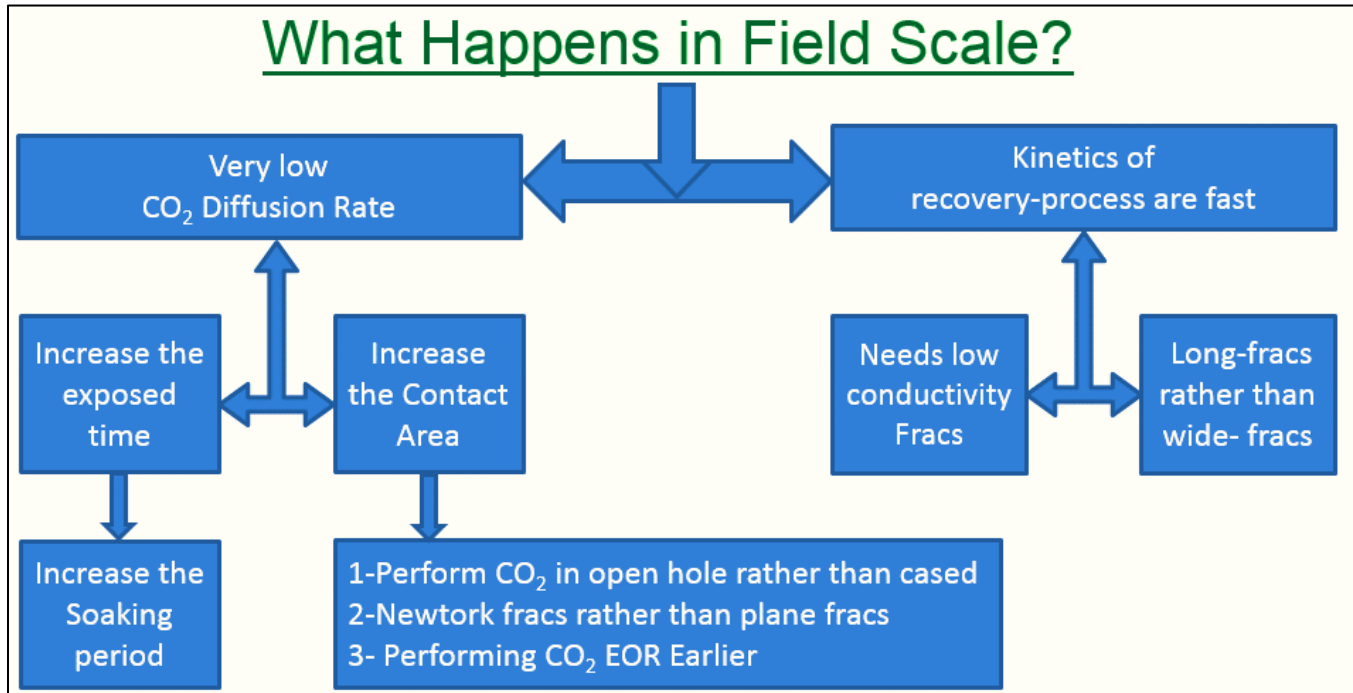 What Happens in Field Scale?
Very low
CO₂ Diffusion Rate
Kinetics of
recovery-process are fast
Increase the
exposed
time
Increase
the Contact
Area
Needs low
conductivity
Fracs
Long-fracs
rather than
wide- fracs
Increase the
Soaking
period
1-Perform CO₂ in open hole rather than cased
2-Newtork fracs rather than plane fracs
3- Performing CO₂ EOR Earlier